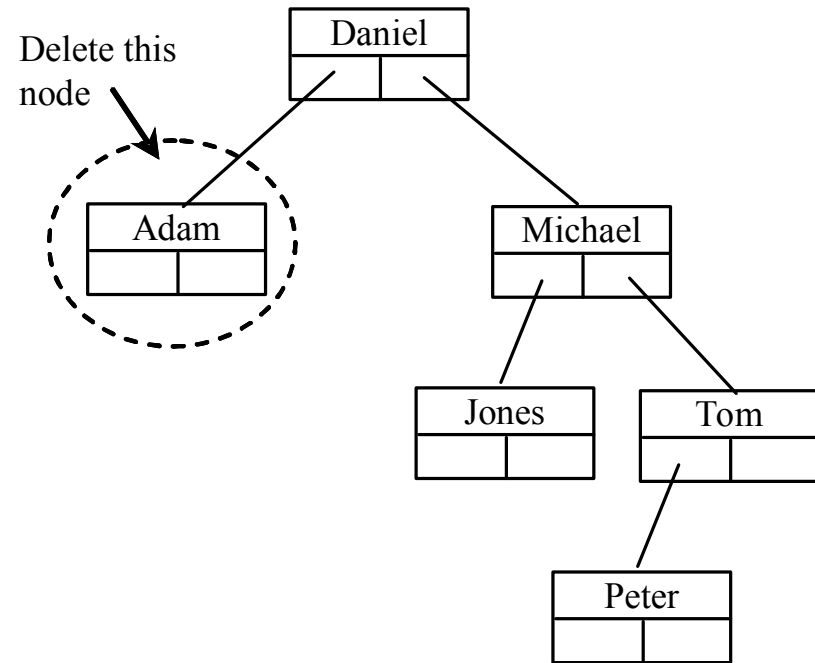 Delete this
node
Daniel
Adam
Michael
Jones
Tom
Peter